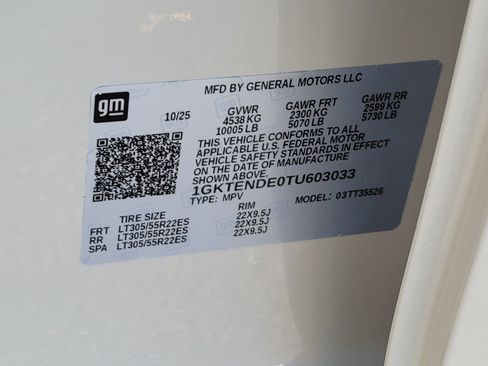 MFD BY GENERAL MOTORS LLC
gm
10/25 GVWR GAWR FRT GAWR RR
4538 KG 2300 KG 2599 KG
10005 LB 5070 LB 5730 LB
THIS VEHICLE CONFORMS TO ALL
APPLICABLE U.S. FEDERAL MOTOR
VEHICLE SAFETY STANDARDS IN EFFECT
ON THE DATE OF MANUFACTURE
1GKTENDE0TU603033
TYPE: MPV MODEL: 03TT35526
TIRE SIZE RIM
FRT LT305/55R22ES 22X9.5J
RR LT305/55R22ES 22X9.5J
SPA LT305/55R22ES 22X9.5J